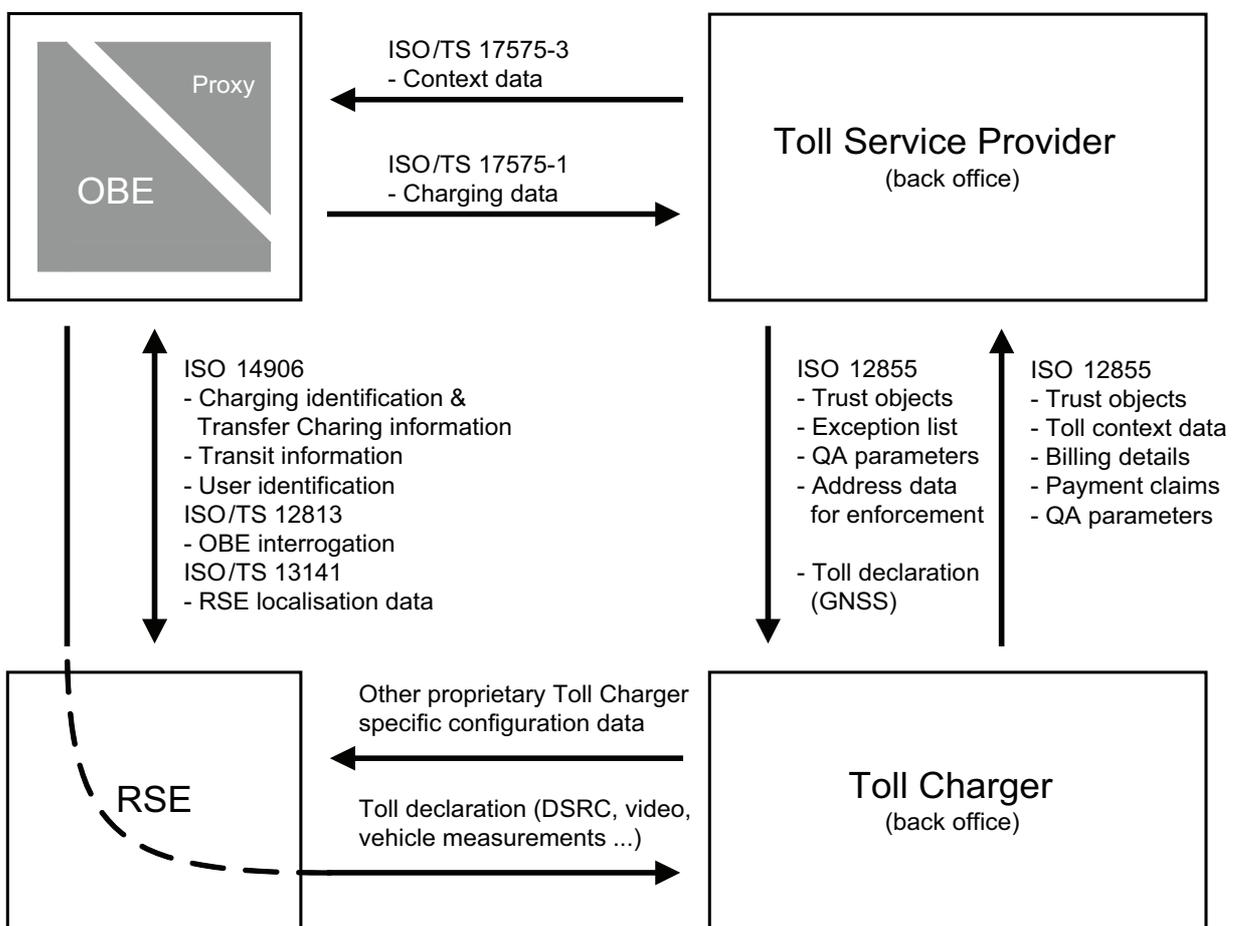 Proxy
OBE
ISO/TS 17575-3
- Context data
ISO/TS 17575-1
- Charging data
Toll Service Provider
(back office)
ISO 14906
- Charging identification &
Transfer Charing information
- Transit information
- User identification
ISO/TS 12813
- OBE interrogation
ISO/TS 13141
- RSE localisation data
ISO 12855
- Trust objects
- Exception list
- QA parameters
- Address data
for enforcement
- Toll declaration
(GNSS)
ISO 12855
- Trust objects
- Toll context data
- Billing details
- Payment claims
- QA parameters
RSE
Other proprietary Toll Charger
specific configuration data
Toll declaration (DSRC, video,
vehicle measurements ...)
Toll Charger
(back office)